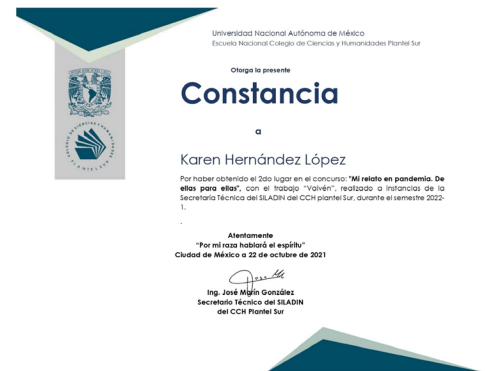 Universidad Nacional Autónoma de México
Escuela Nacional Colegio de Ciencias y Humanidades Plantel Sur
Otorga la presente
Constancia
a
Karen Hernández López
Por haber obtenido el 2do lugar en el concurso: "Mi relato en pandemia. De
ellas para ellas", con el trabajo "Vaivén", realizado a instancias de la
Secretaría Técnica del SILADIN del CCH plantel Sur, durante el semestre 2022-
1.
.
Atentamente
"Por mi raza hablará el espíritu"
Ciudad de México a 22 de octubre de 2021
Ing. José Marín González
Secretario Técnico del SILADIN
del CCH Plantel Sur